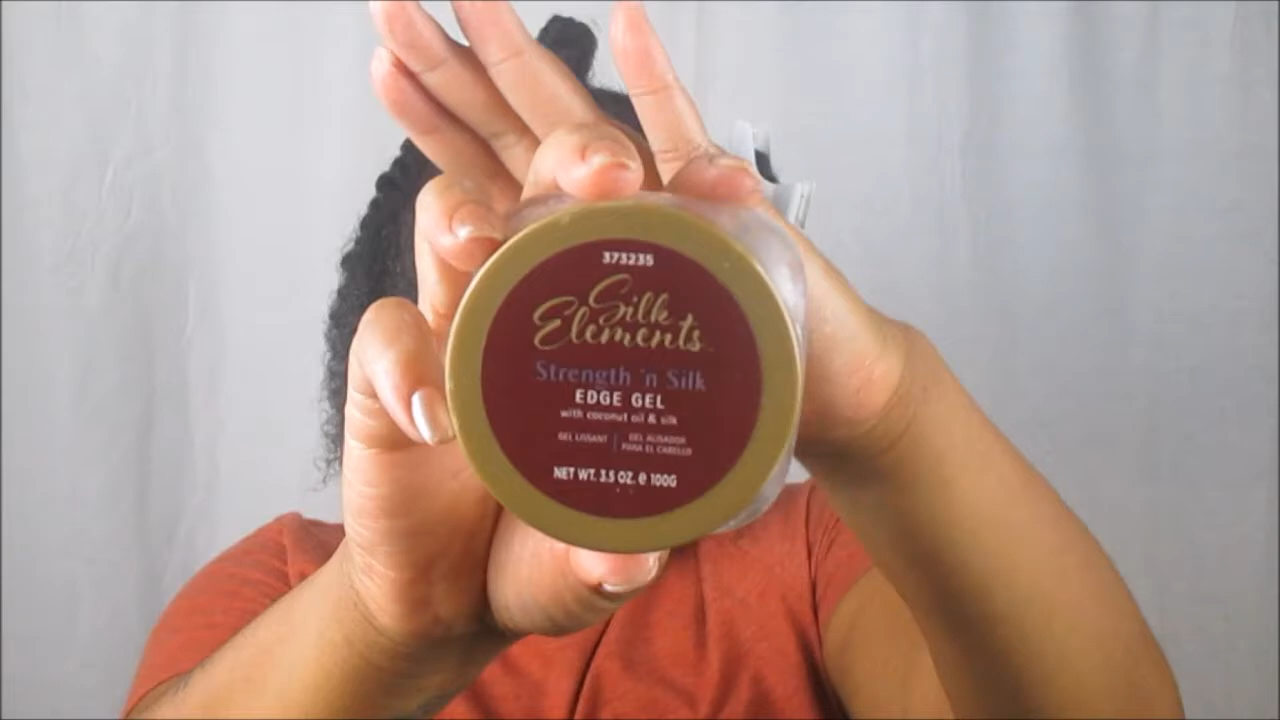 373235
Silk
Elements
Strength 'n Silk
EDGE GEL
with coconut oil & silk
GEL LISSANT | GEL ALISADOR
PARA EL CABELLO
NET WT. 3.5 OZ. e 100G